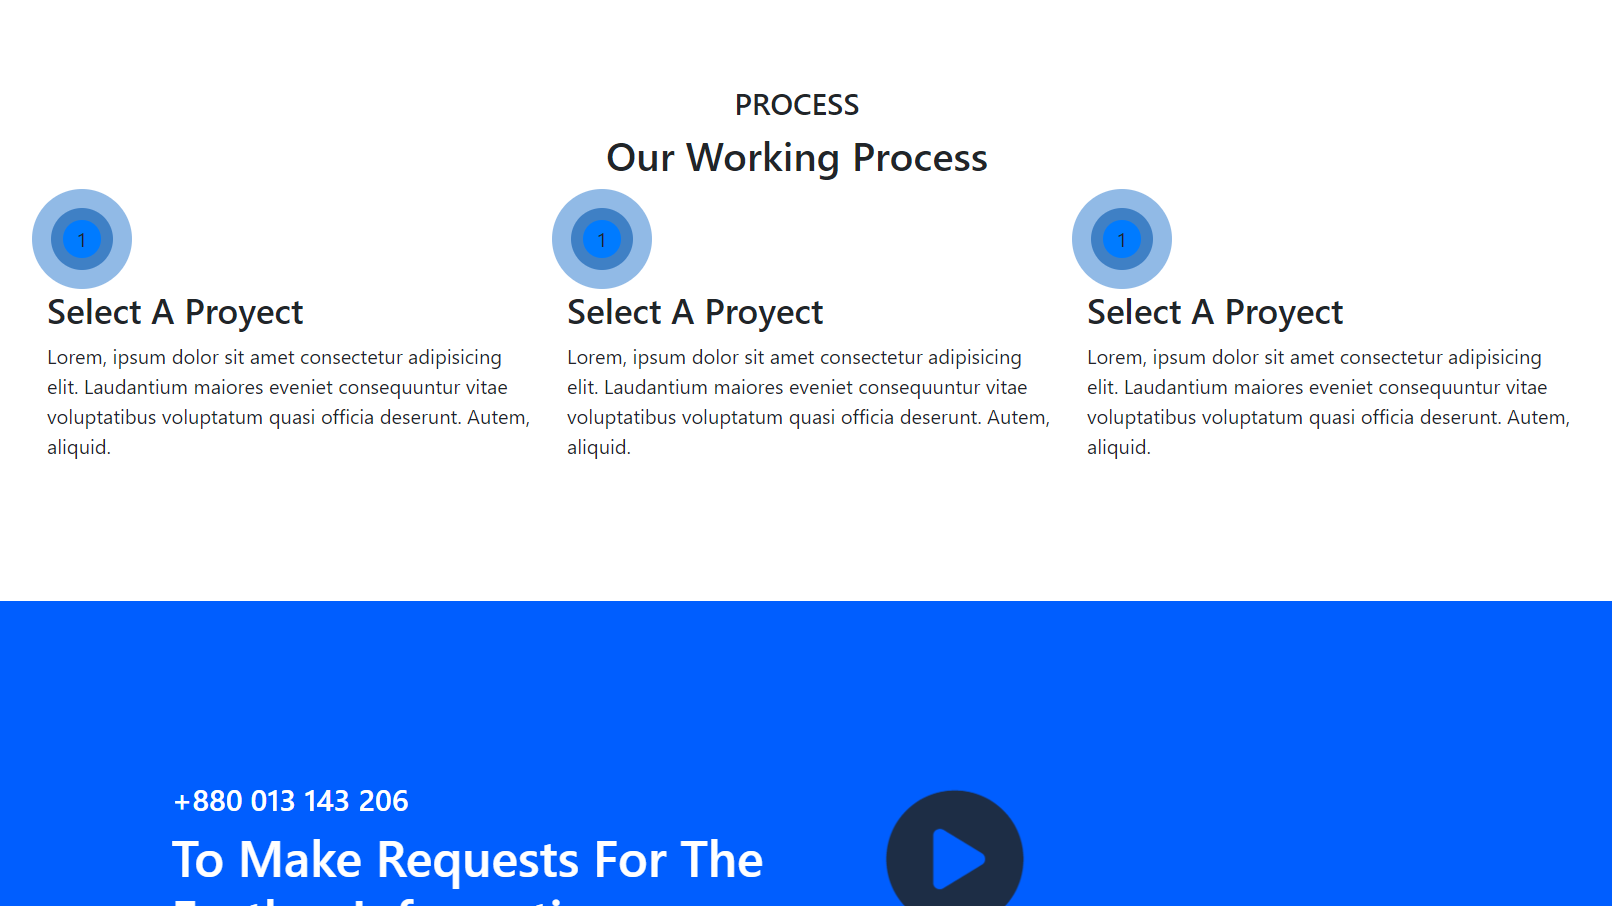 PROCESS
Our Working Process
1
Select A Proyect
Lorem, ipsum dolor sit amet consectetur adipisicing
elit. Laudantium maiores eveniet consequuntur vitae
voluptatibus voluptatum quasi officia deserunt. Autem,
aliquid.
1
Select A Proyect
Lorem, ipsum dolor sit amet consectetur adipisicing
elit. Laudantium maiores eveniet consequuntur vitae
voluptatibus voluptatum quasi officia deserunt. Autem,
aliquid.
1
Select A Proyect
Lorem, ipsum dolor sit amet consectetur adipisicing
elit. Laudantium maiores eveniet consequuntur vitae
voluptatibus voluptatum quasi officia deserunt. Autem,
aliquid.
+880 013 143 206
To Make Requests For The